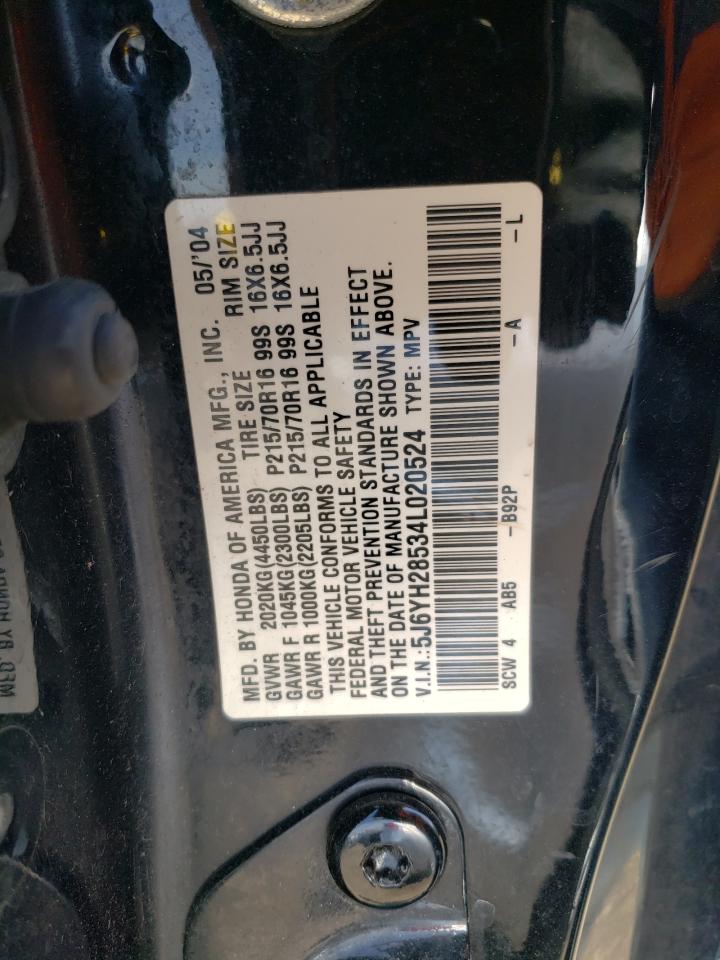 MFD. BY HONDA OF AMERICA MFG., INC. 05/'04
GVWR 2020KG(4450LBS) TIRE SIZE RIM SIZE
GAWR F 1045KG(2300LBS) P215/70R16 99S 16X6.5JJ
GAWR R 1000KG(2205LBS) P215/70R16 99S 16X6.5JJ
THIS VEHICLE CONFORMS TO ALL APPLICABLE
FEDERAL MOTOR VEHICLE SAFETY
AND THEFT PREVENTION STANDARDS IN EFFECT
ON THE DATE OF MANUFACTURE SHOWN ABOVE.
V.I.N.:5J6YH28534L020524 TYPE: MPV
SCW 4 AB5 –B92P –A –L